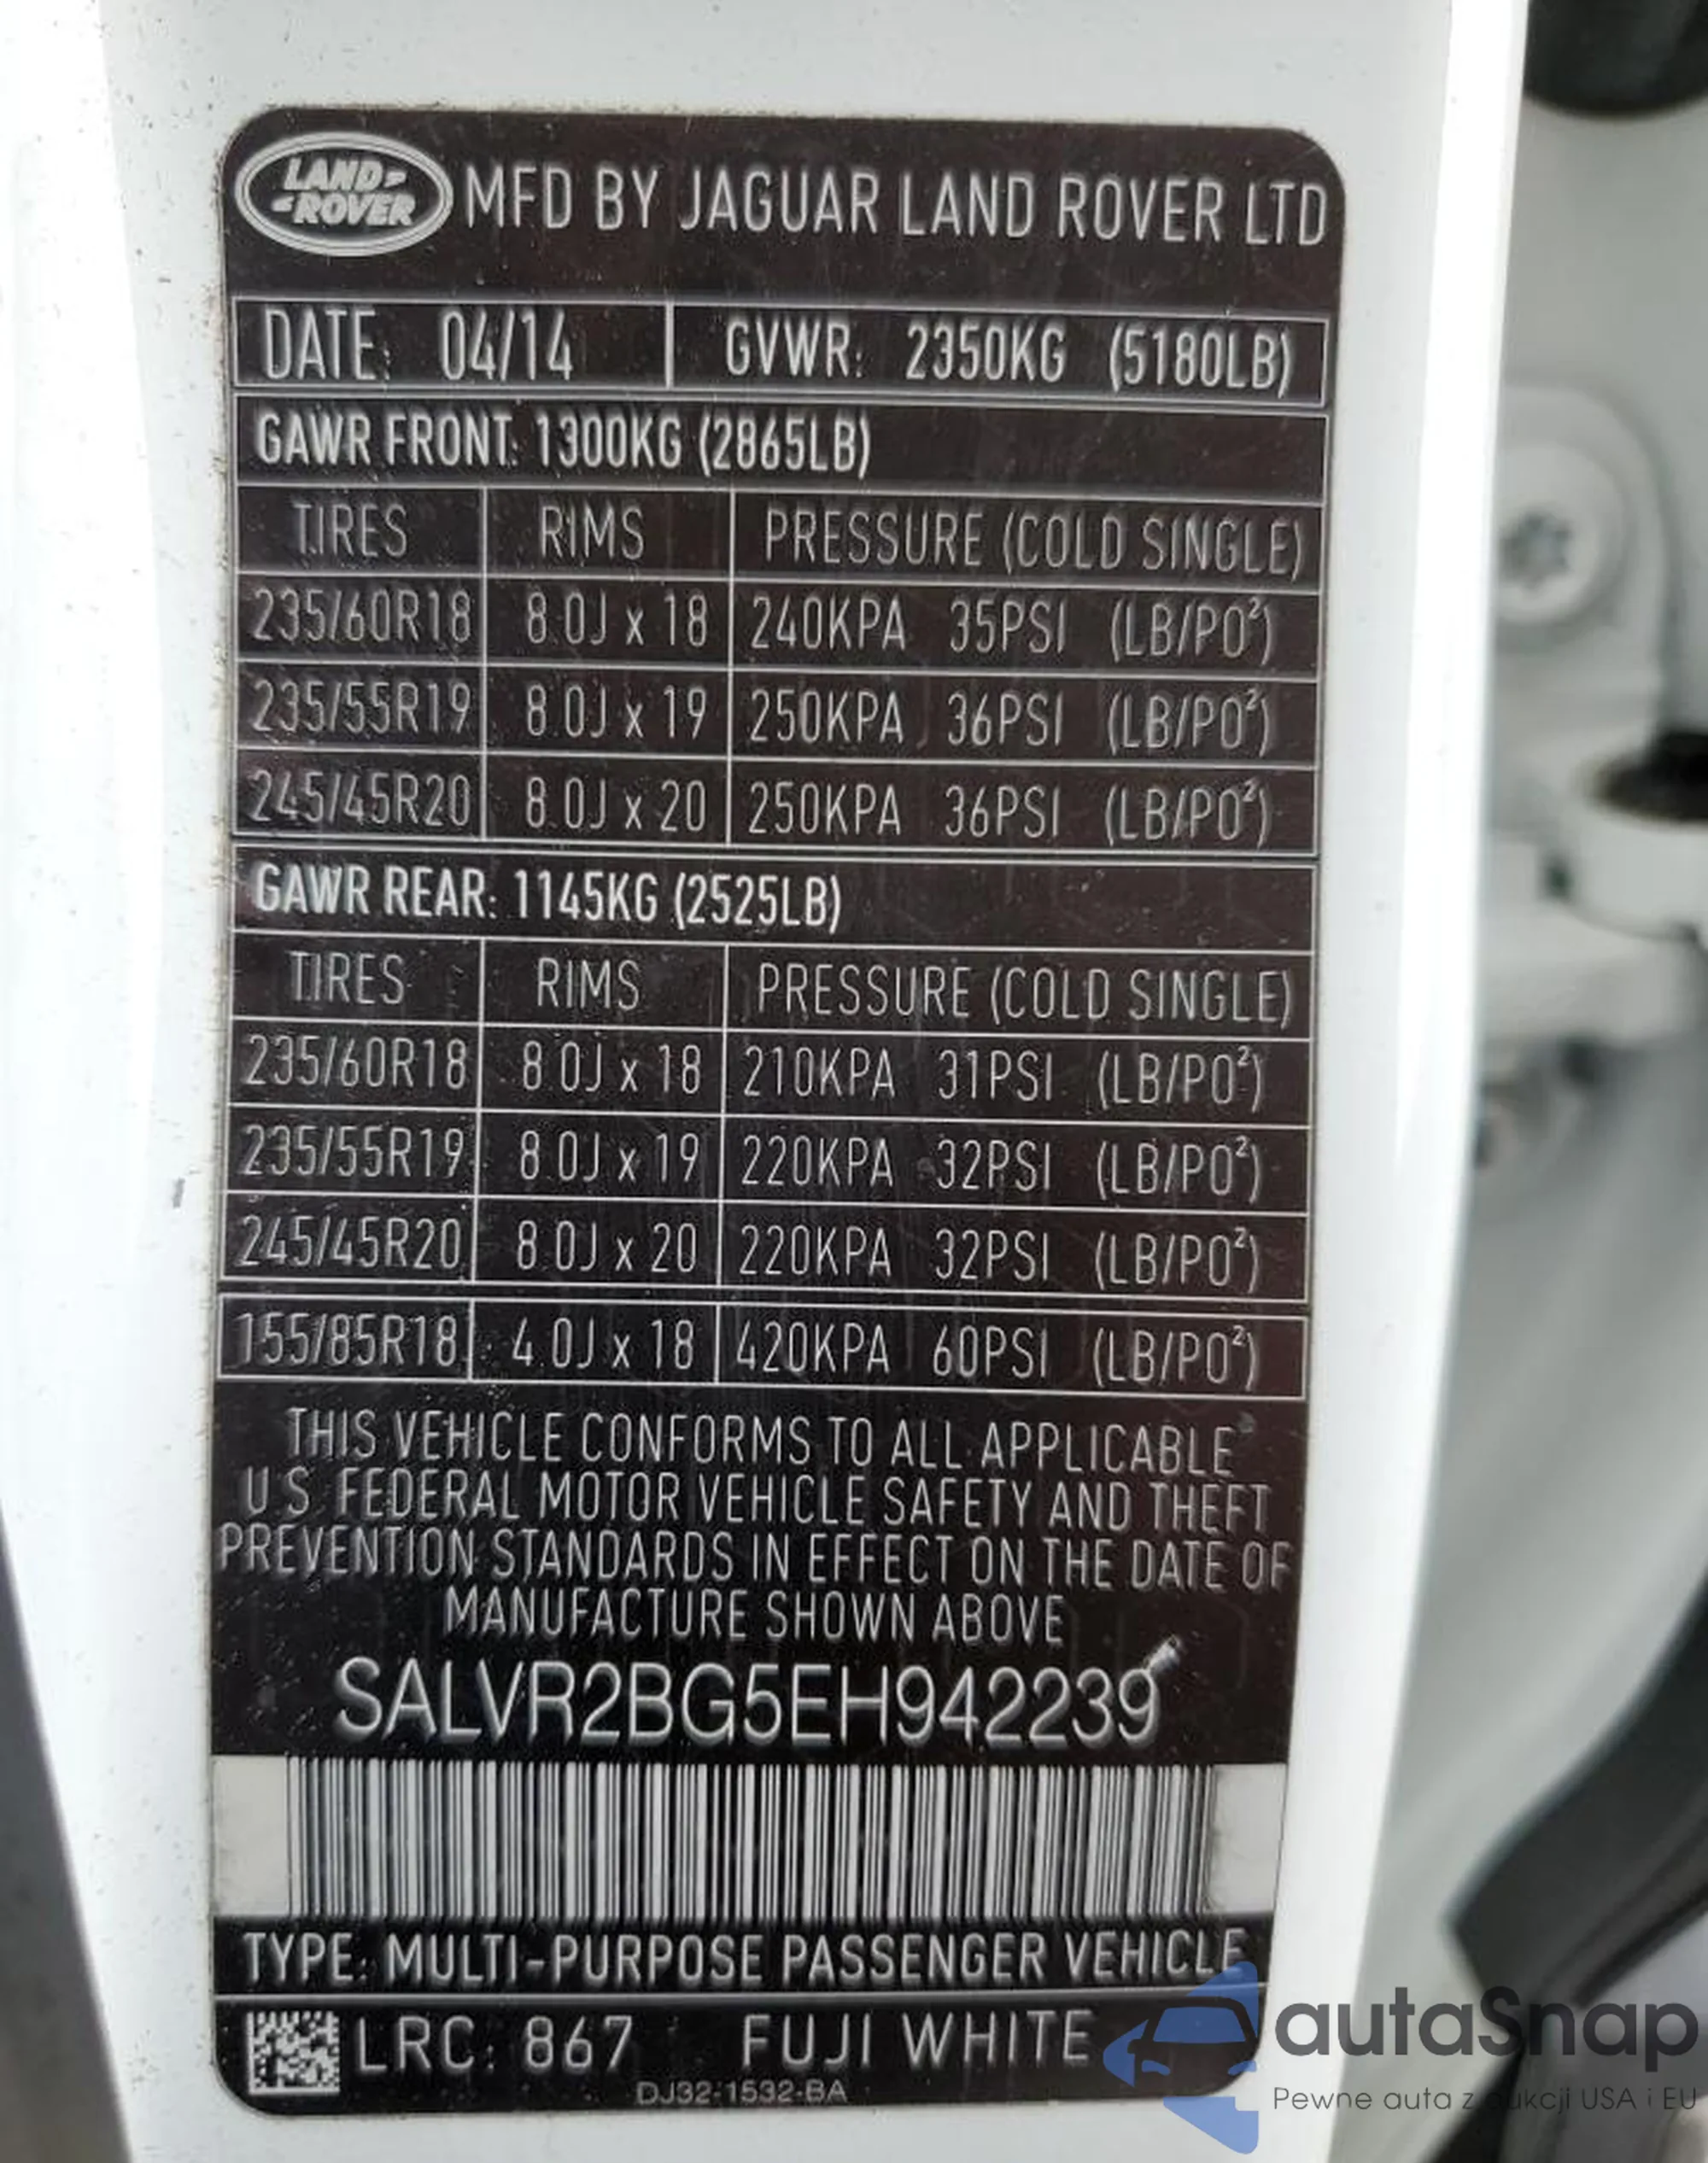 LAND-
-ROVER
MFD BY JAGUAR LAND ROVER LTD
DATE: 04/14 GVWR: 2350KG (5180LB)
GAWR FRONT: 1300KG (2865LB)
TIRES RIMS PRESSURE (COLD SINGLE)
235/60R18 8.0J x 18 240KPA 35PSI (LB/PO²)
235/55R19 8.0J x 19 250KPA 36PSI (LB/PO²)
245/45R20 8.0J x 20 250KPA 36PSI (LB/PO²)
GAWR REAR: 1145KG (2525LB)
TIRES RIMS PRESSURE (COLD SINGLE)
235/60R18 8.0J x 18 210KPA 31PSI (LB/PO²)
235/55R19 8.0J x 19 220KPA 32PSI (LB/PO²)
245/45R20 8.0J x 20 220KPA 32PSI (LB/PO²)
155/85R18 4.0J x 18 420KPA 60PSI (LB/PO²)
THIS VEHICLE CONFORMS TO ALL APPLICABLE
U.S. FEDERAL MOTOR VEHICLE SAFETY AND THEFT
PREVENTION STANDARDS IN EFFECT ON THE DATE OF
MANUFACTURE SHOWN ABOVE
SALVR2BG5EH942239
TYPE: MULTI-PURPOSE PASSENGER VEHICLE
LRC: 867 FUJI WHITE
DJ32-1532-BA
autaSnap
Pewne auta z aukcji USA i EU